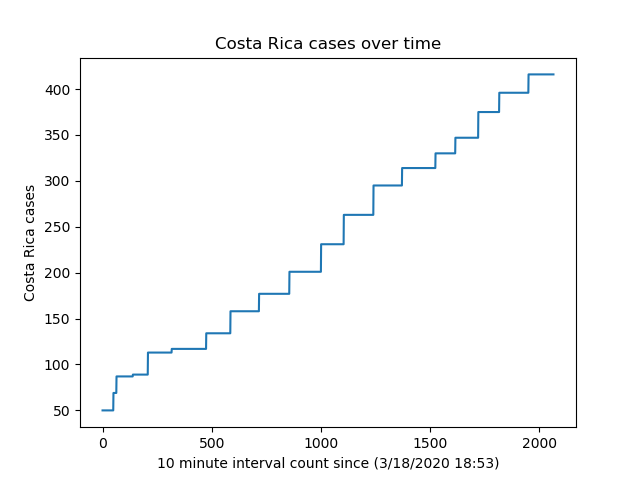 Costa Rica cases over time
400
350
300
250
200
150
100
50
Costa Rica cases
0 500 1000 1500 2000
10 minute interval count since (3/18/2020 18:53)